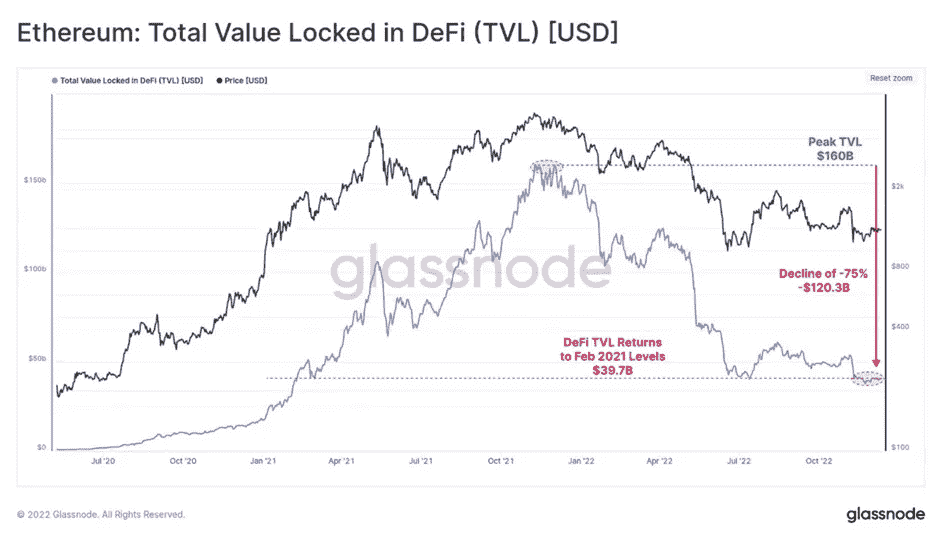 Ethereum: Total Value Locked in DeFi (TVL) [USD]
Total Value Locked in DeFi (TVL) [USD]
Price [USD]
Reset zoom
Peak TVL
$160B
$150b
$2k
glassnode
$100b
$800
Decline of -75%
-$120.3B
$400
DeFi TVL Returns
to Feb 2021 Levels
$39.7B
$50b
$0
$100
Jul '20
Oct '20
Jan '21
Apr '21
Jul '21
Oct '21
Jan '22
Apr '22
Jul '22
Oct '22
© 2022 Glassnode. All Rights Reserved.
glassnode